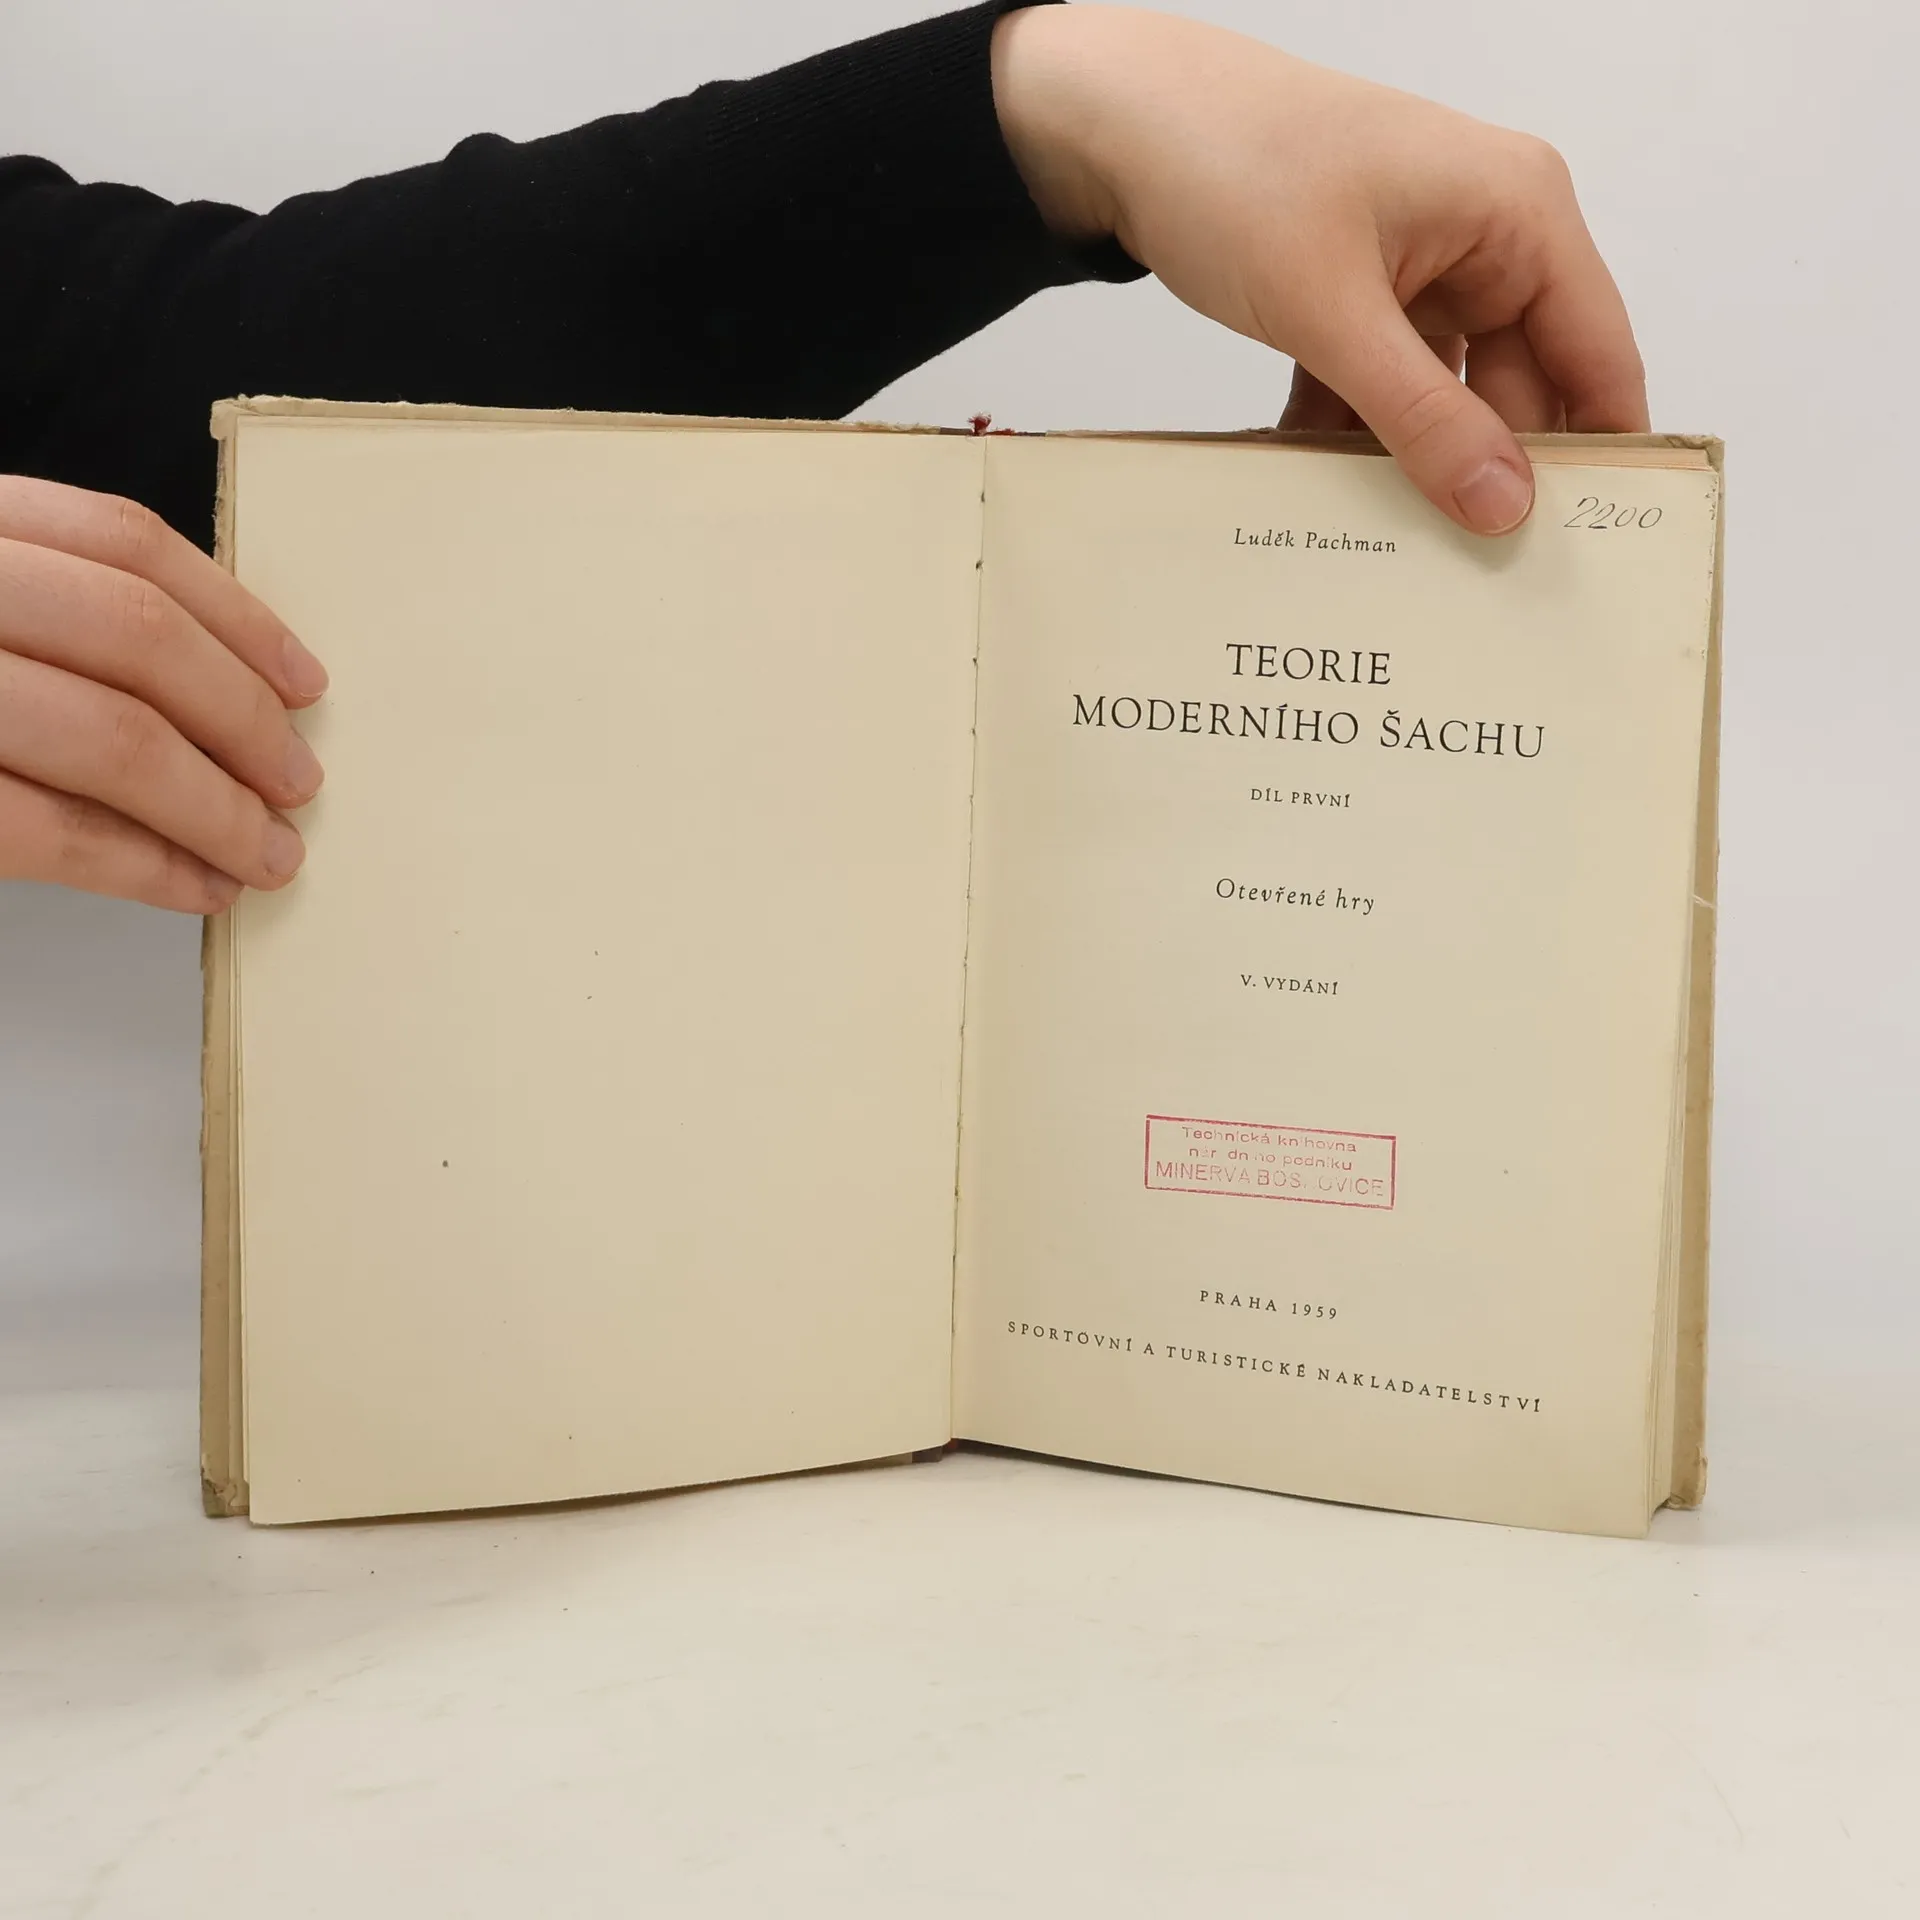 2200
Luděk Pachman
TEORIE
MODERNÍHO ŠACHU
DÍL PRVNÍ
Otevřené hry
V. VYDÁNÍ
Technická knihovna
podniku
MINERVA
PRAHA 1959
SPORTOVNÍ A TURISTICKÉ NAKLADATELSTVÍ